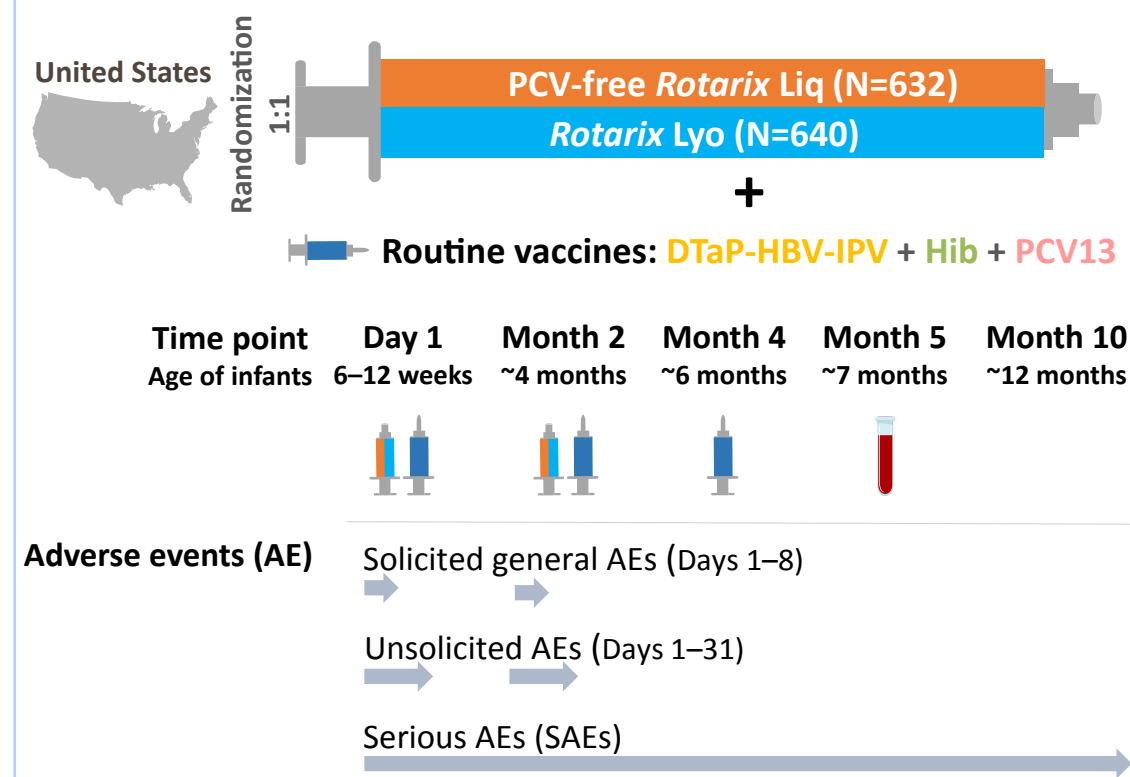 United States
Randomization
1:1
PCV-free Rotarix Liq (N=632)
Rotarix Lyo (N=640)
+
Routine vaccines: DTaP-HBV-IPV + Hib + PCV13
Time point Day 1 Month 2 Month 4 Month 5 Month 10
Age of infants 6–12 weeks ~4 months ~6 months ~7 months ~12 months
Adverse events (AE)
Solicited general AEs (Days 1–8)
Unsolicited AEs (Days 1–31)
Serious AEs (SAEs)